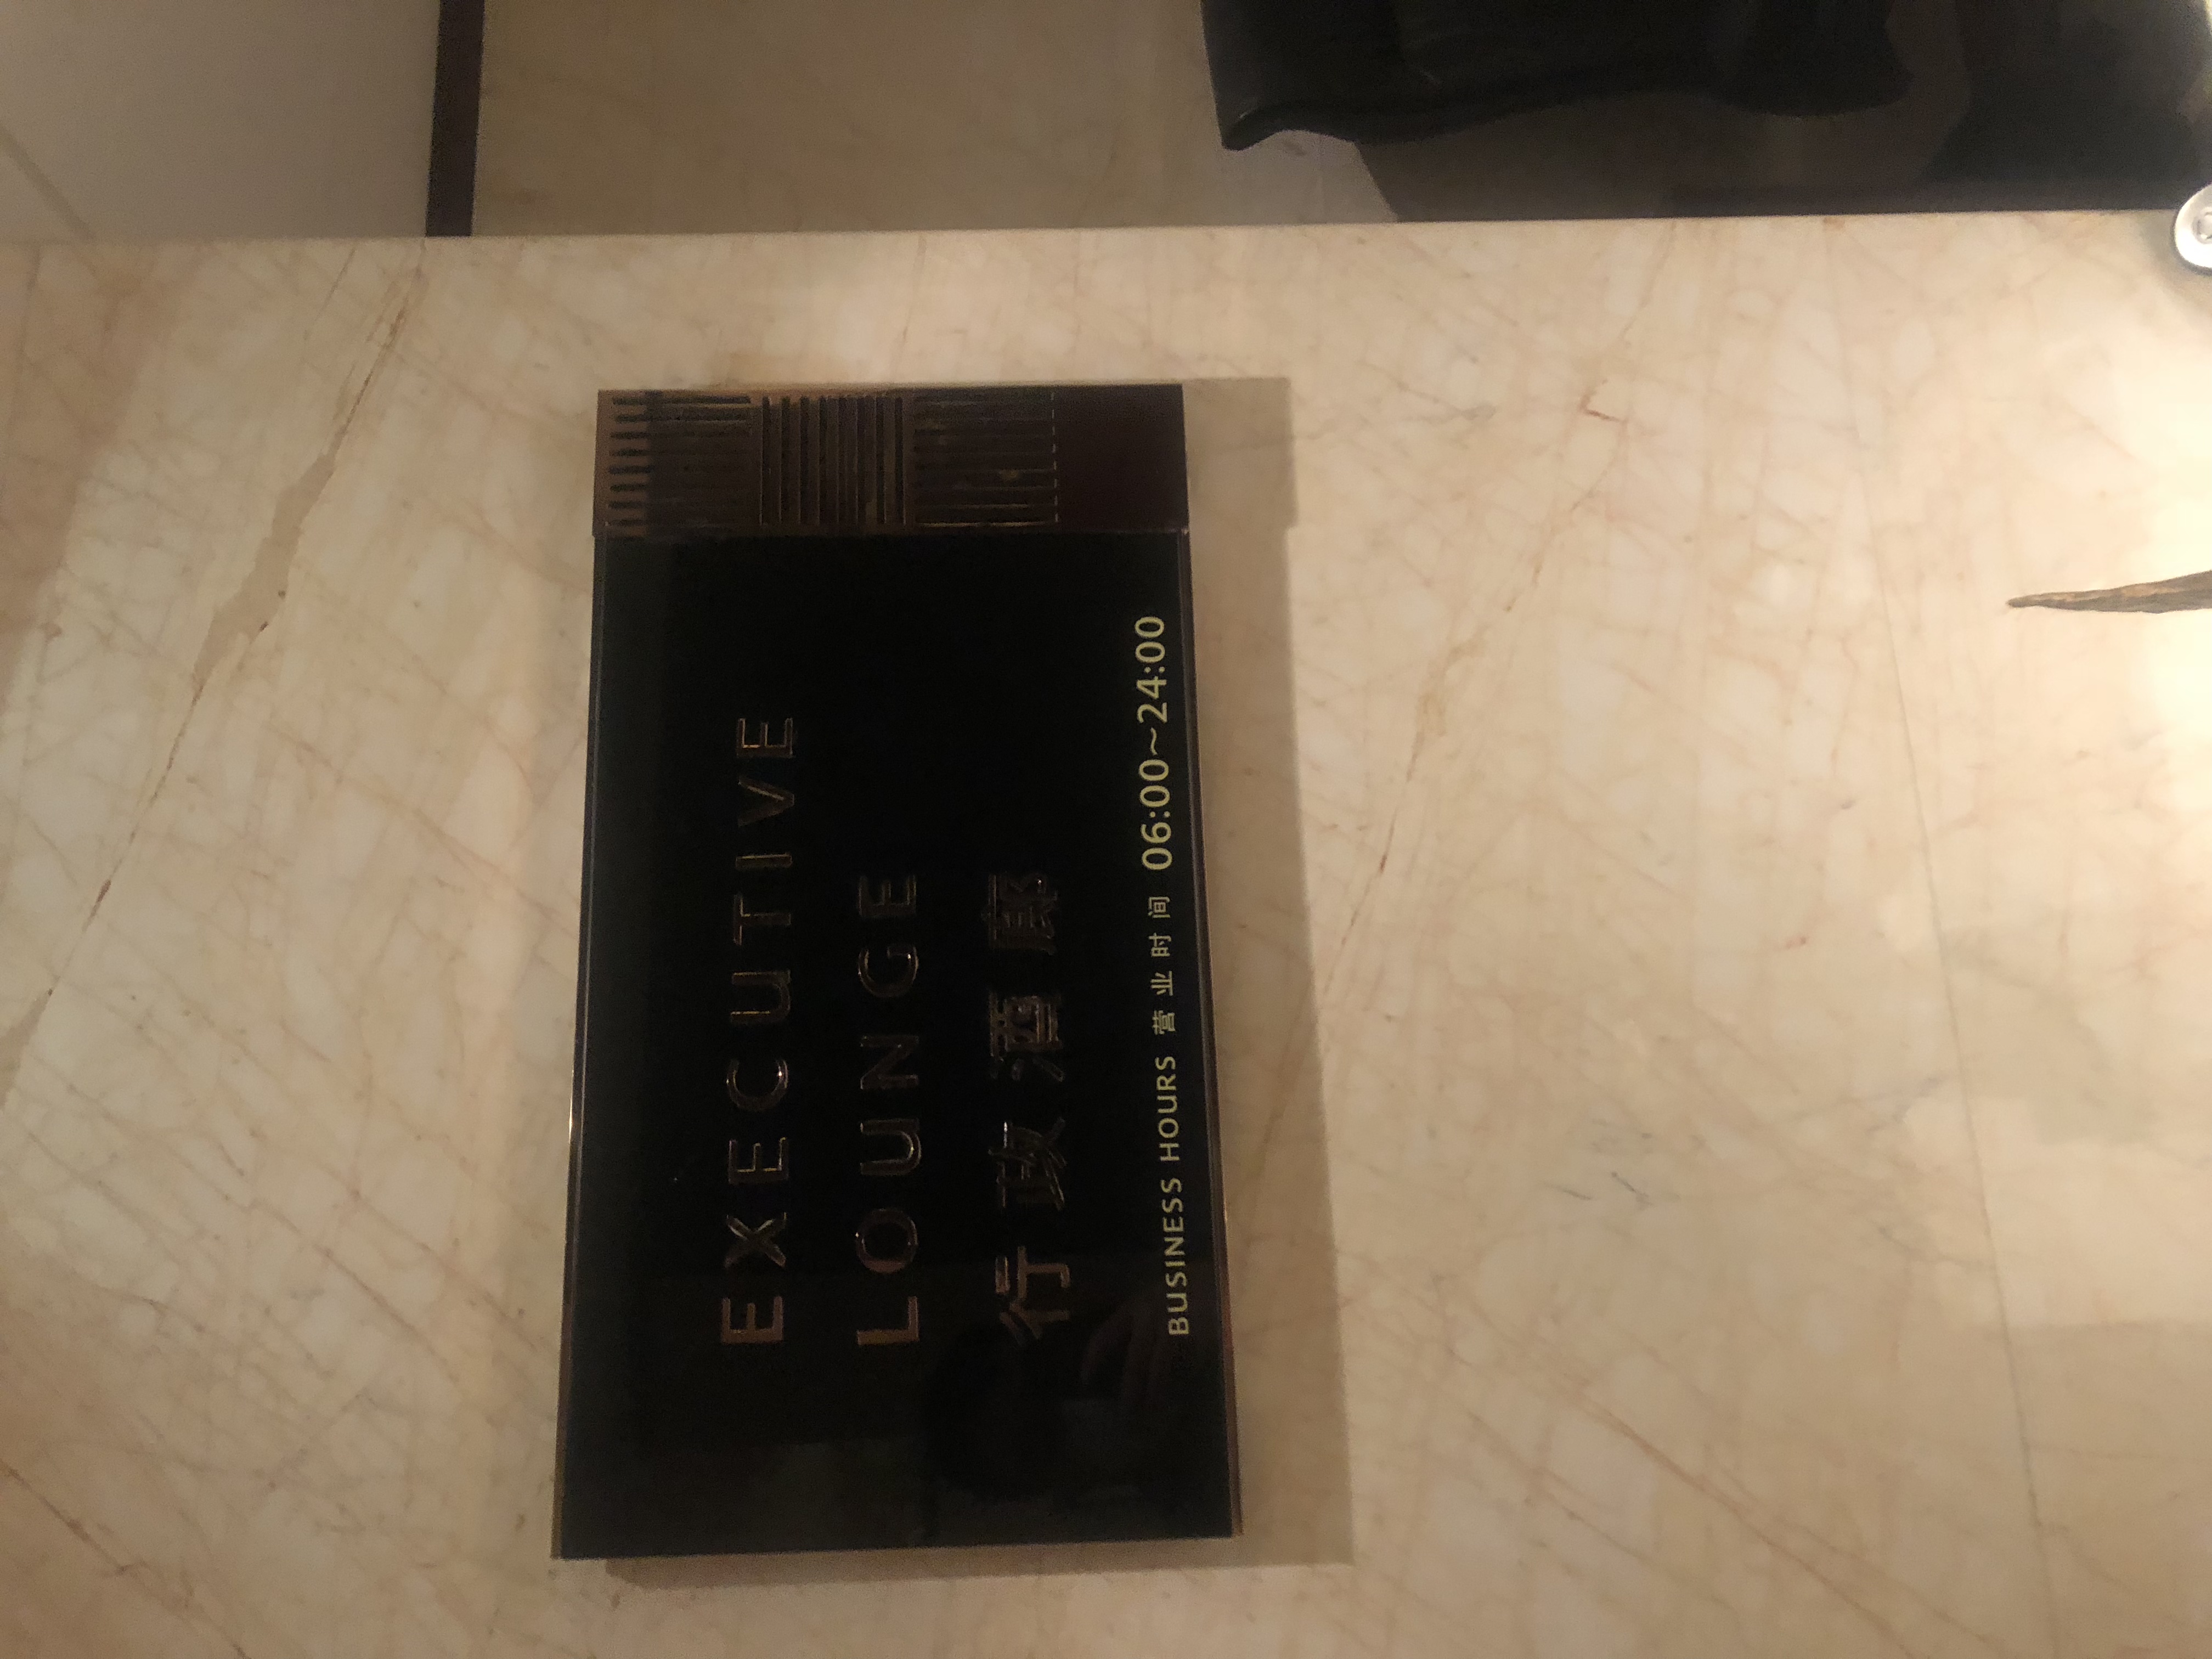 EXECUTIVE
LOUNGE
行政酒廊
BUSINESS HOURS 营业时间 06:00~24:00